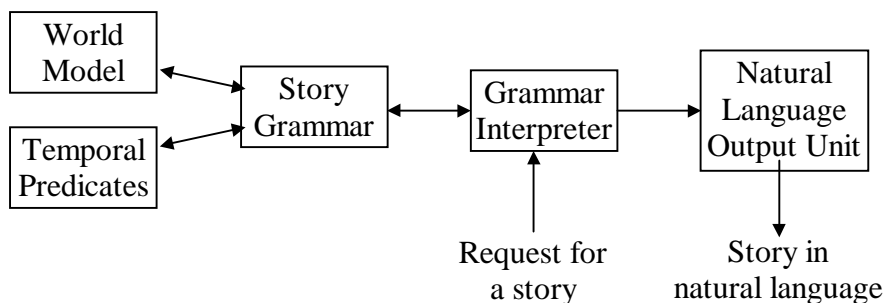 World
Model
Temporal
Predicates
Story
Grammar
Grammar
Interpreter
Natural
Language
Output Unit
Request for
a story
Story in
natural language